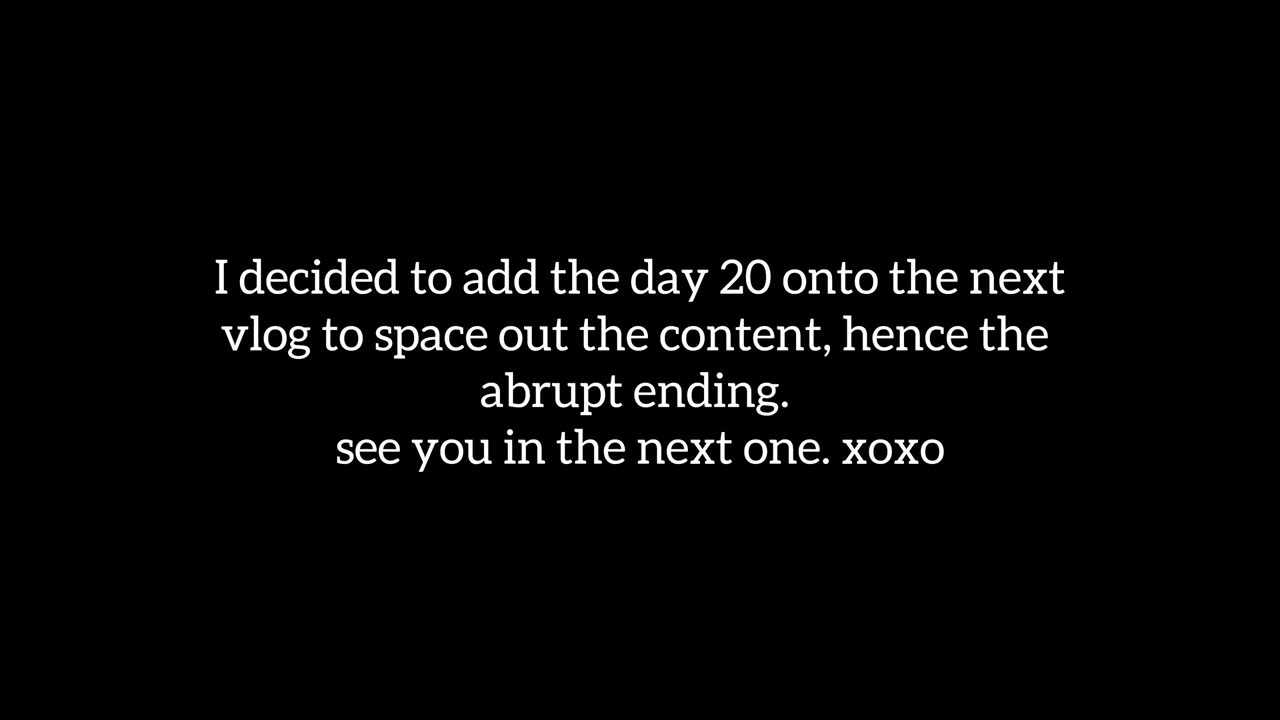 I decided to add the day 20 onto the next
vlog to space out the content, hence the
abrupt ending.
see you in the next one. xoxo